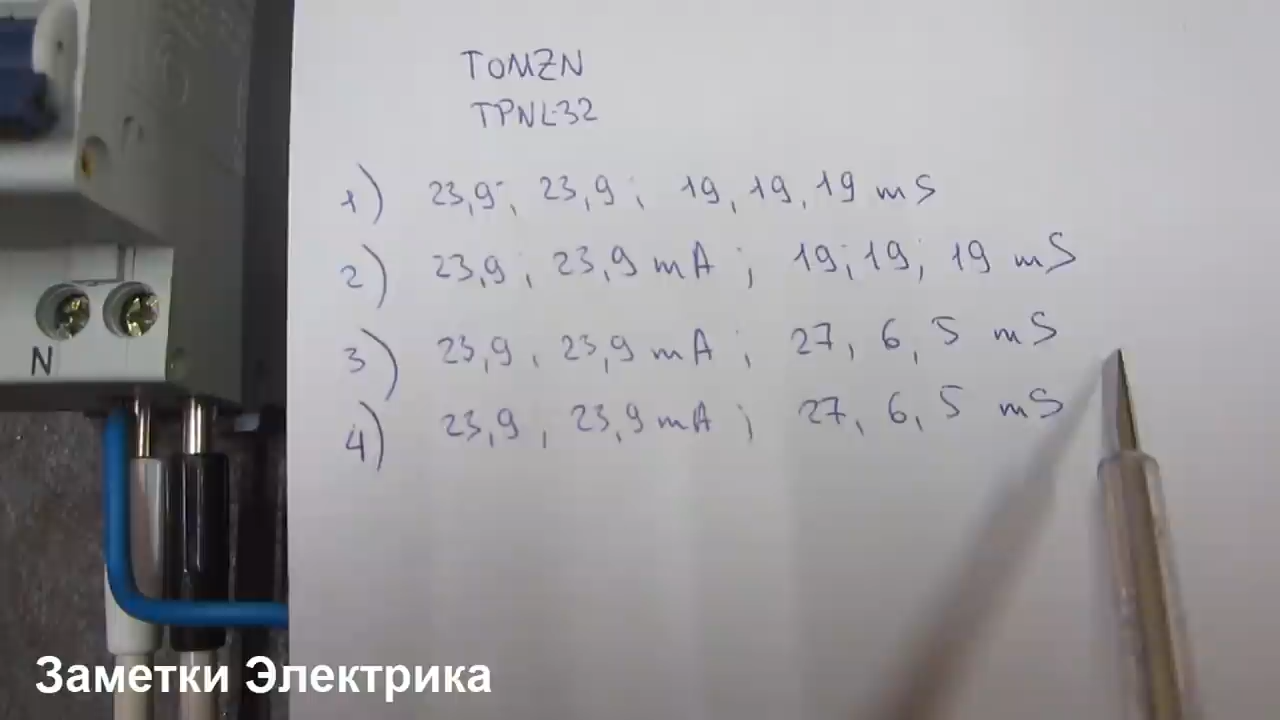 TOMZN
TPNL-32
1) 23,9; 23,9; 19, 19, 19 mS
2) 23,9; 23,9 mA; 19; 19; 19 mS
3) 23,9, 23,9 mA; 27, 6, 5 mS
4) 23,9, 23,9 mA; 27, 6, 5 mS
N
Заметки Электрика